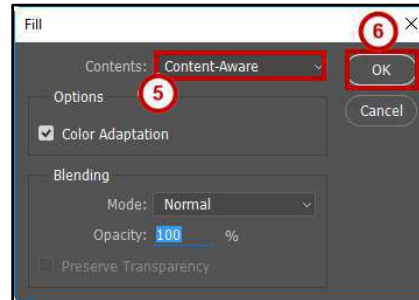 Fill
6
Contents: Content-Aware
OK
5
Options
Cancel
Color Adaptation
Blending
Mode: Normal
Opacity: 100 %
Preserve Transparency